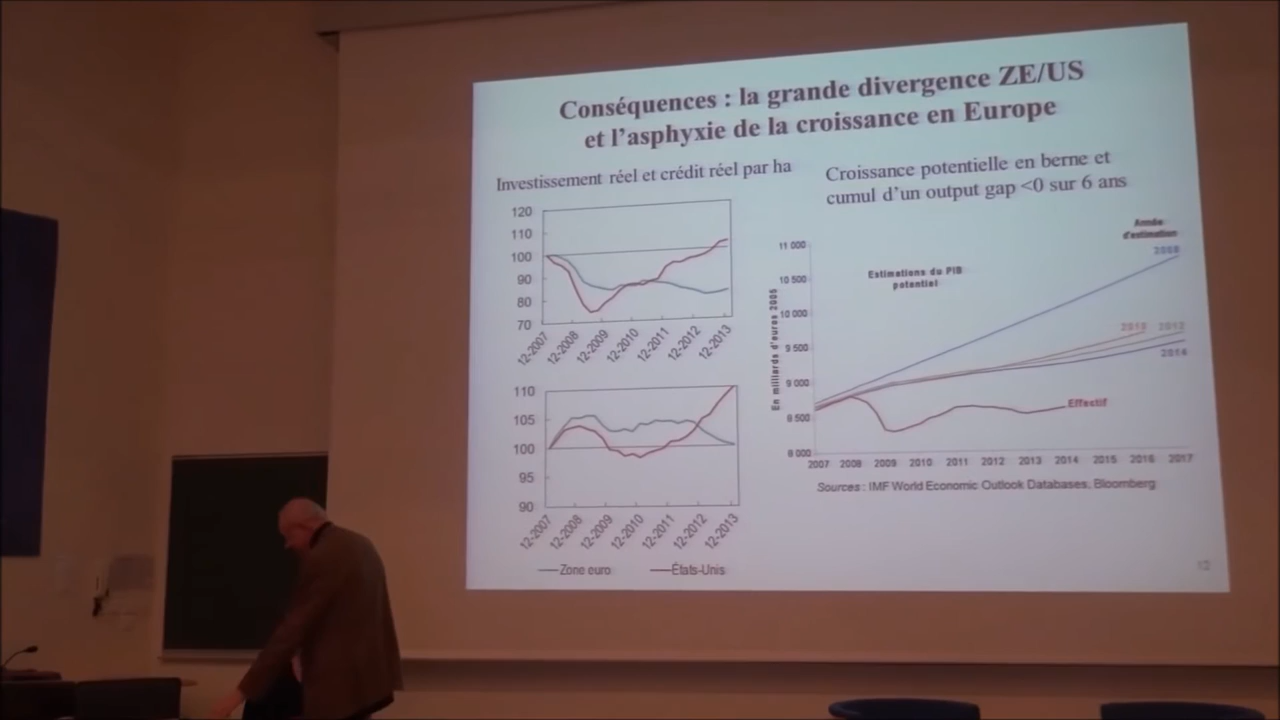 Conséquences : la grande divergence ZE/US
et l'asphyxie de la croissance en Europe
Investissement réel et crédit réel par ha
120
110
100
90
80
70
12-2007
12-2008
12-2009
12-2010
12-2011
12-2012
12-2013
110
105
100
95
90
12-2007
12-2008
12-2009
12-2010
12-2011
12-2012
12-2013
Zone euro
États-Unis
Croissance potentielle en berne et
cumul d'un output gap <0 sur 6 ans
Année
d'estimation
2008
Estimations du PIB
potentiel
En milliards d'euros 2005
11 000
10 500
10 000
9 500
9 000
8 500
8 000
2010 2012
2014
Effectif
2007 2008 2009 2010 2011 2012 2013 2014 2015 2016 2017
Sources : IMF World Economic Outlook Databases, Bloomberg
12